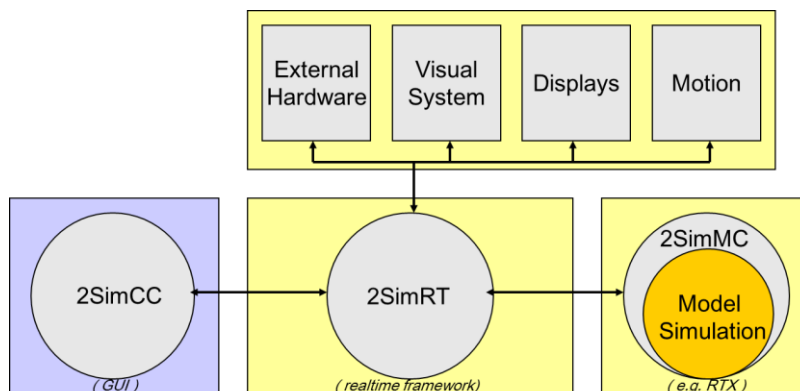 External
Hardware
Visual
System
Displays
Motion
2SimCC
2SimRT
2SimMC
Model
Simulation
( GUI )
( realtime framework)
( e.g. RTX )